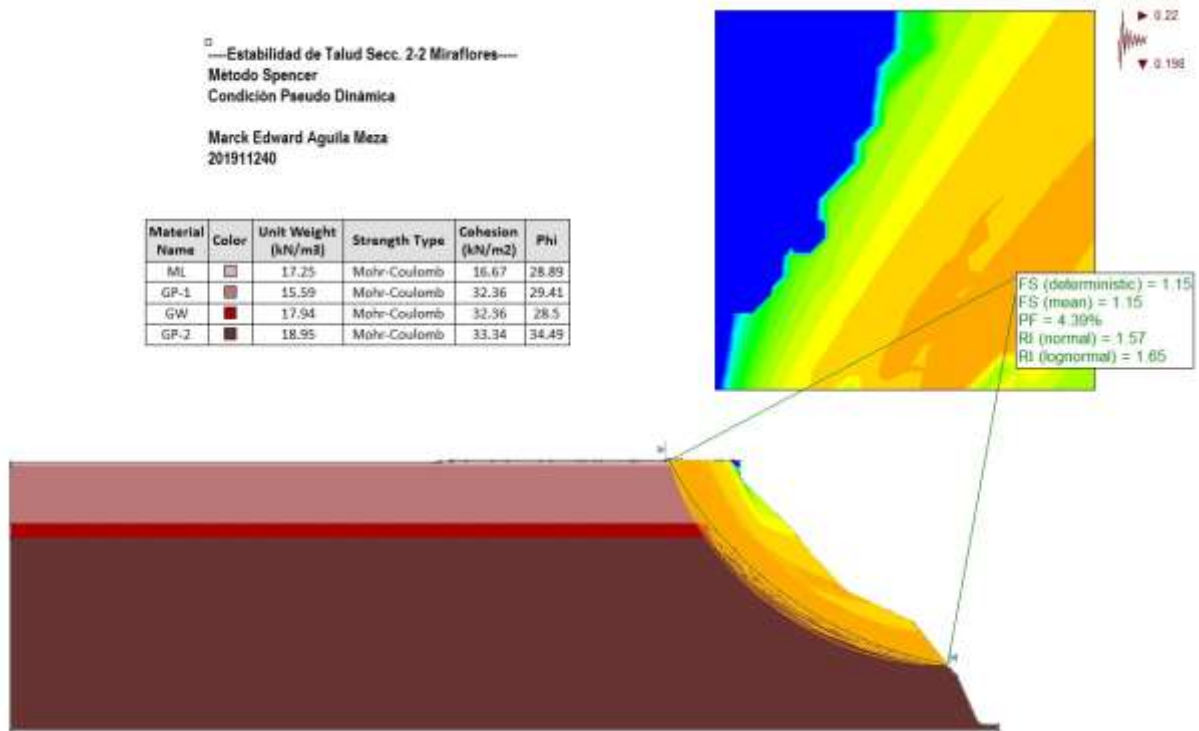 ----Estabilidad de Talud Secc. 2-2 Miraflores----
Método Spencer
Condición Pseudo Dinámica
Marck Edward Aguila Meza
201911240
0.22
0.198
Material Name Color Unit Weight (kN/m3) Strength Type Cohesion (kN/m2) Phi
ML 17.25 Mohr-Coulomb 16.67 28.89
GP-1 15.59 Mohr-Coulomb 32.36 29.41
GW 17.94 Mohr-Coulomb 32.36 28.5
GP-2 18.95 Mohr-Coulomb 33.34 34.49
FS (deterministic) = 1.15
FS (mean) = 1.15
PF = 4.39%
RI (normal) = 1.57
RI (lognormal) = 1.65